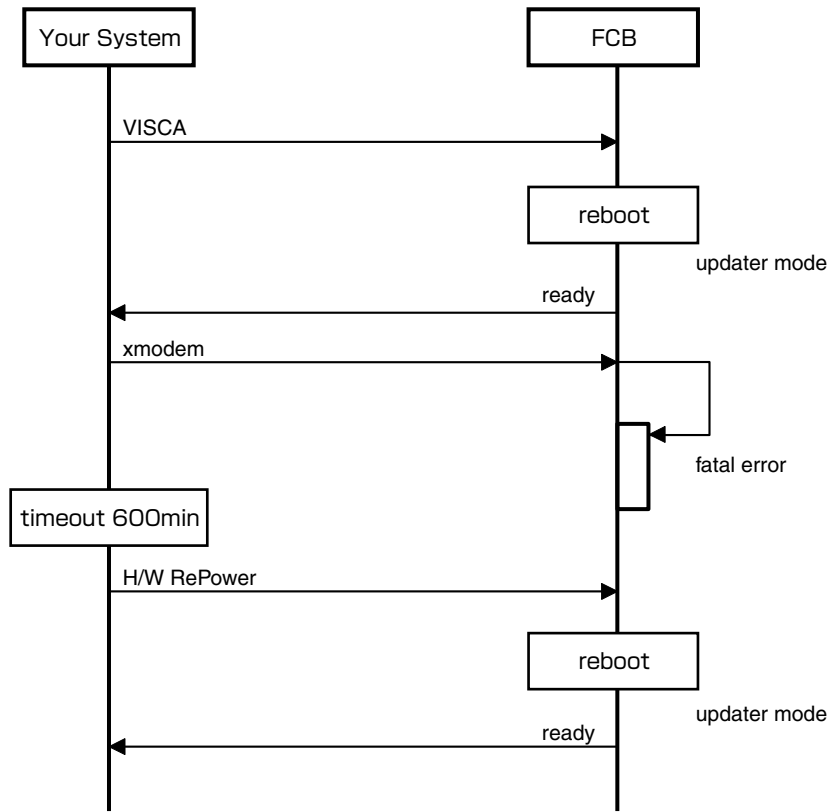 Your System
FCB
VISCA
reboot
updater mode
ready
xmodem
fatal error
timeout 600min
H/W RePower
reboot
updater mode
ready